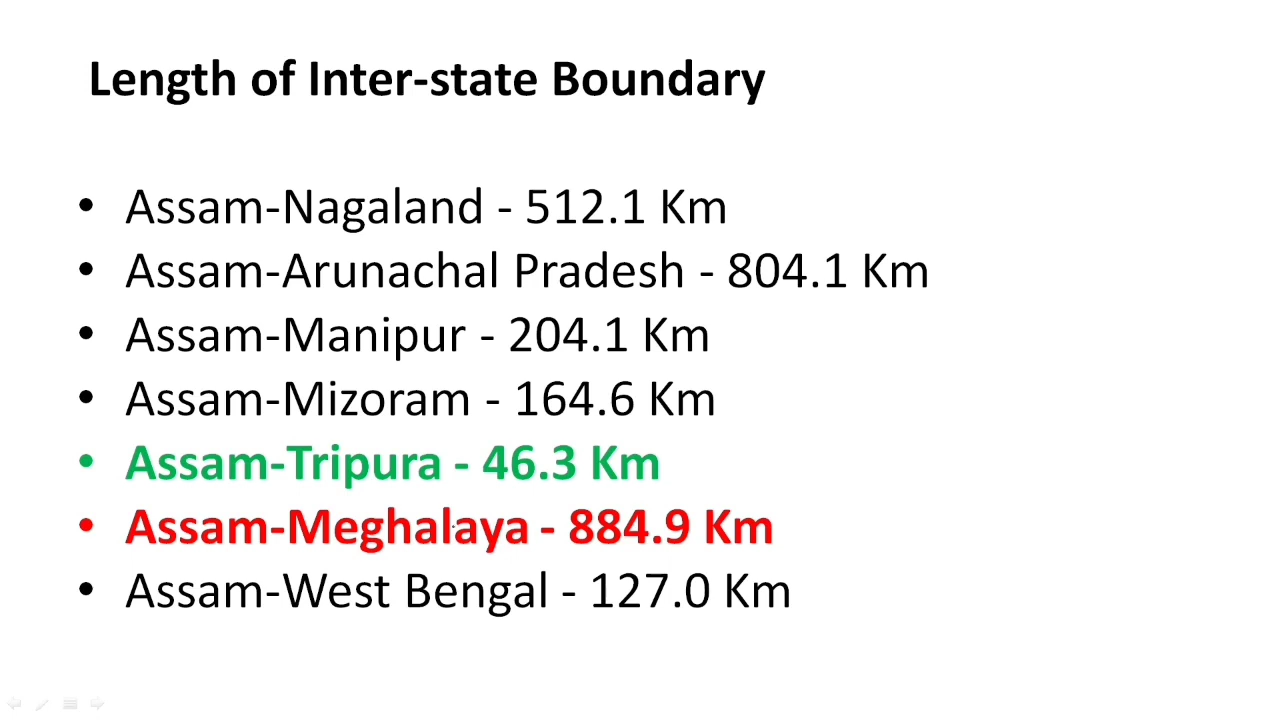 Length of Inter-state Boundary
• Assam-Nagaland - 512.1 Km
• Assam-Arunachal Pradesh - 804.1 Km
• Assam-Manipur - 204.1 Km
• Assam-Mizoram - 164.6 Km
• Assam-Tripura - 46.3 Km
• Assam-Meghalaya - 884.9 Km
• Assam-West Bengal - 127.0 Km